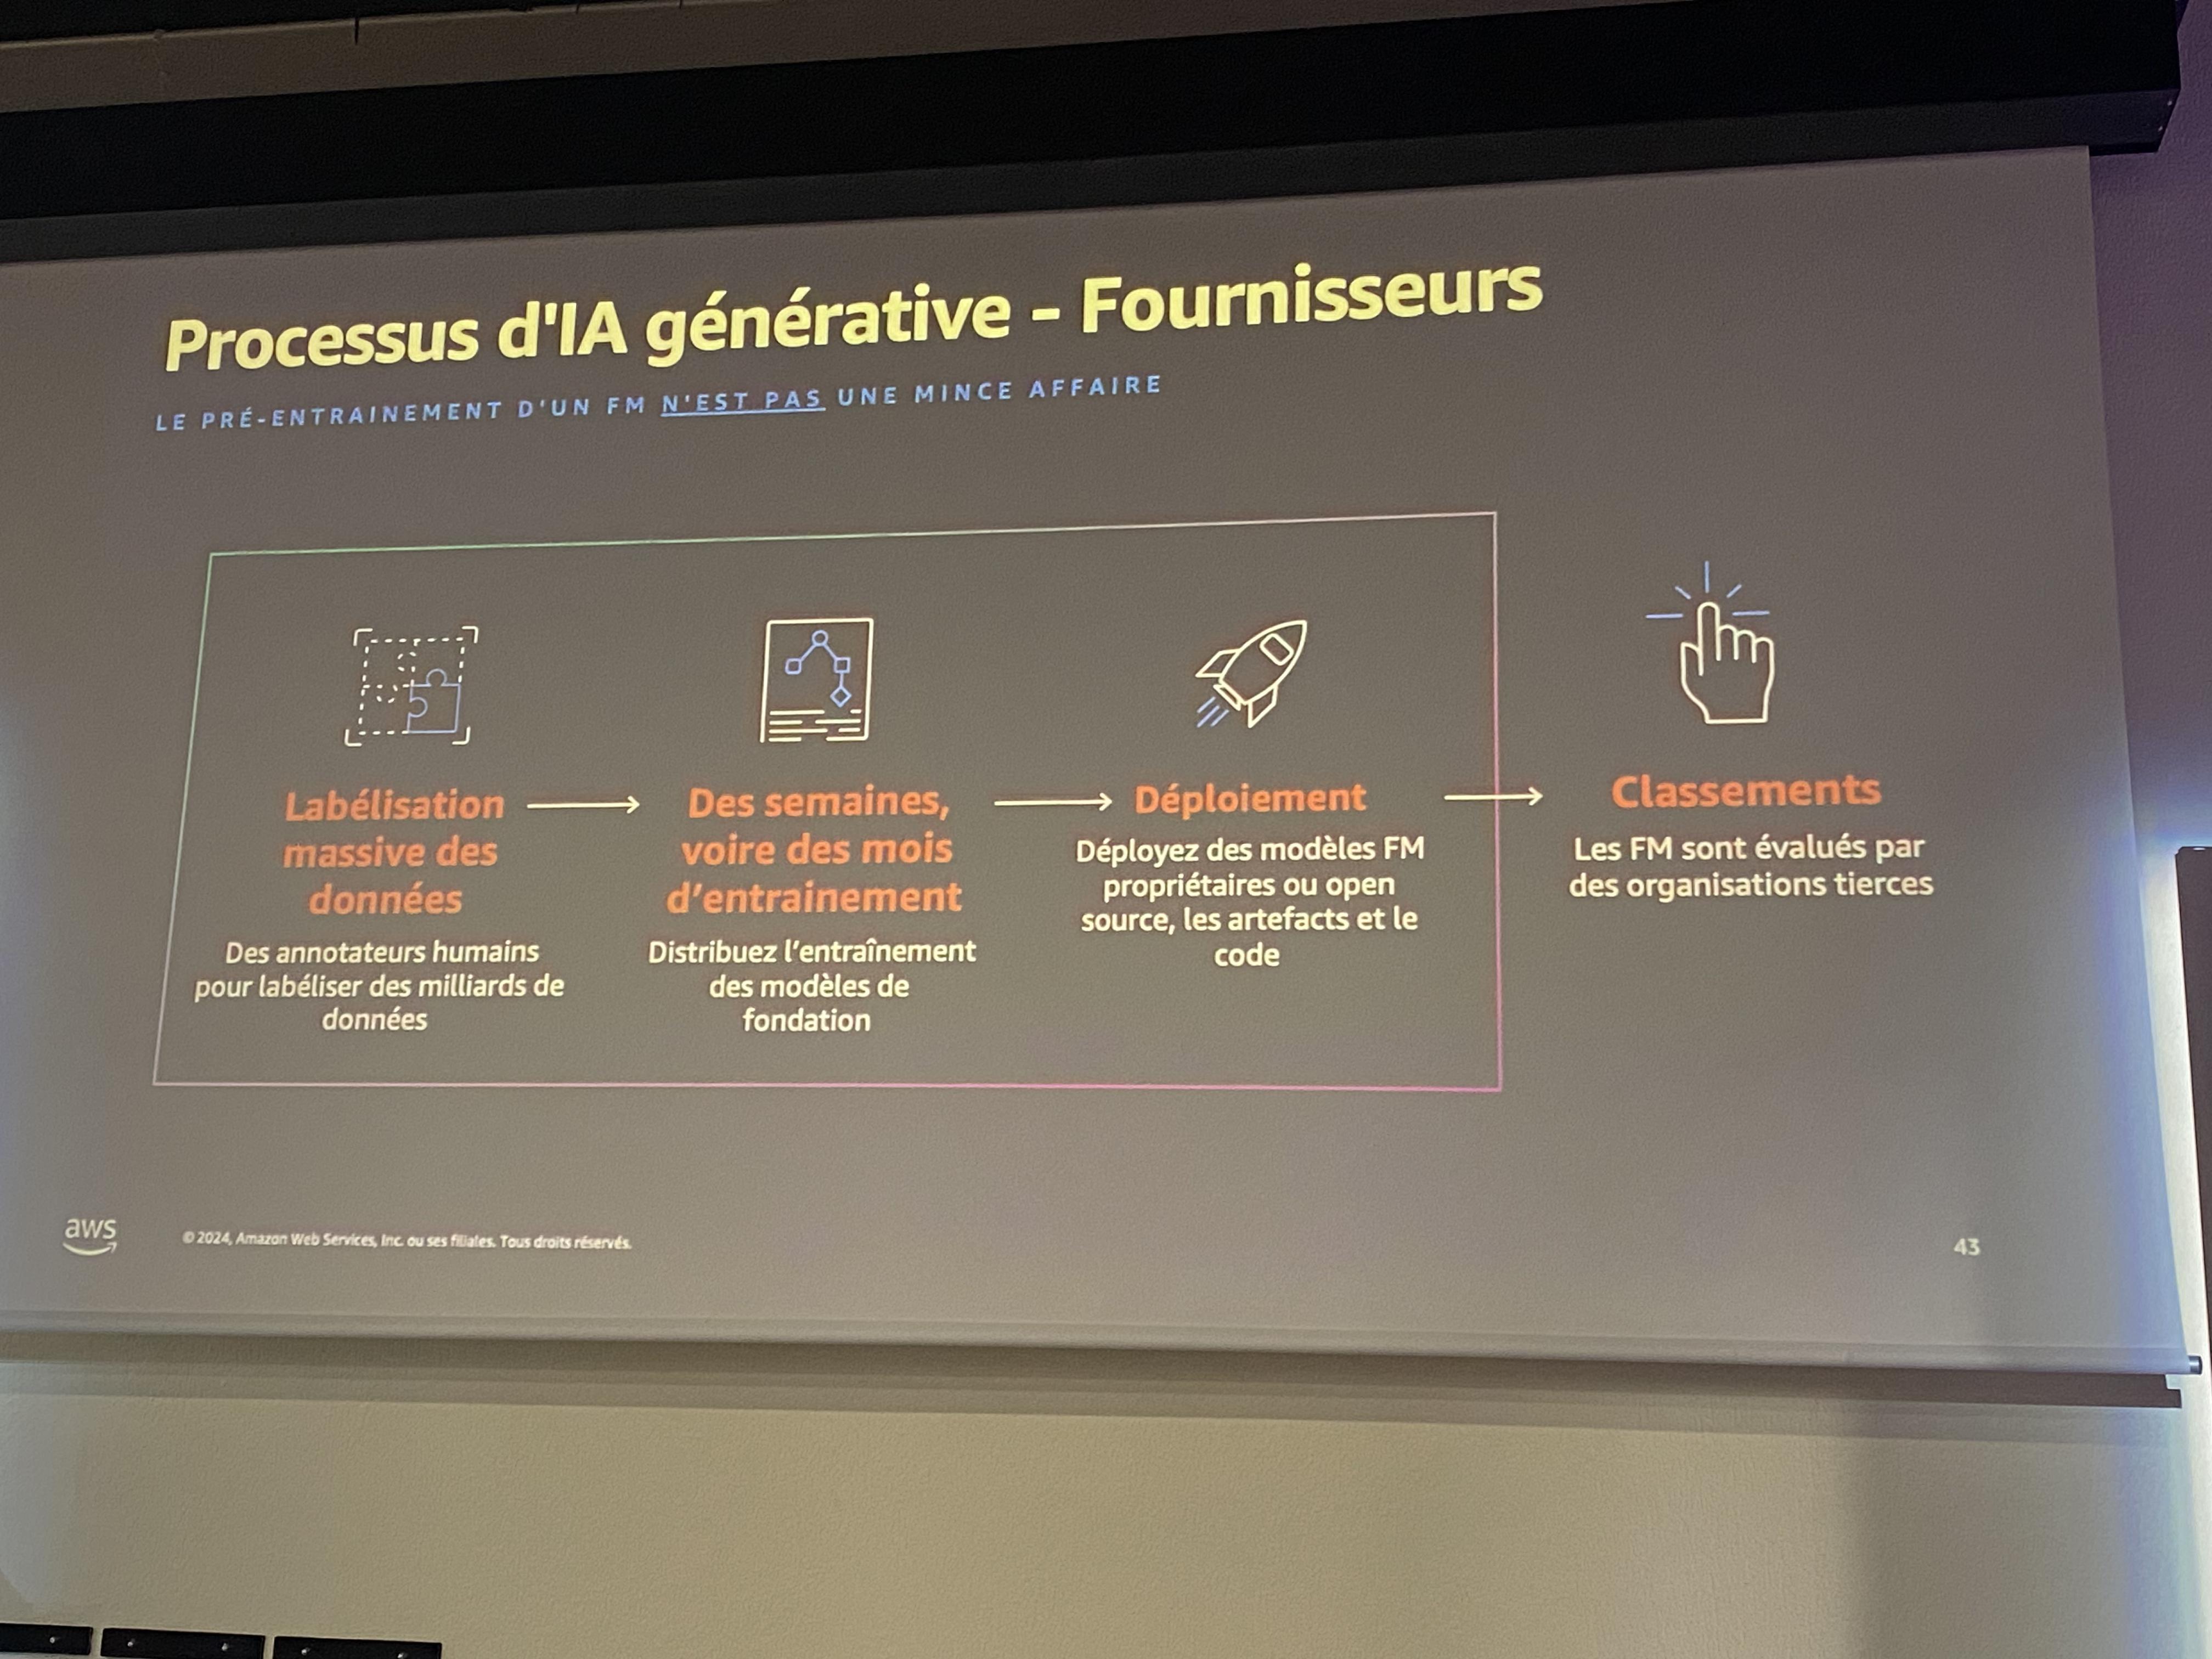 Processus d'IA générative - Fournisseurs
LE PRÉ-ENTRAINEMENT D'UN FM N'EST PAS UNE MINCE AFFAIRE
Labélisation
massive des
données
Des annotateurs humains
pour labéliser des milliards de
données
Des semaines,
voire des mois
d’entrainement
Distribuez l’entraînement
des modèles de
fondation
Déploiement
Déployez des modèles FM
propriétaires ou open
source, les artefacts et le
code
Classements
Les FM sont évalués par
des organisations tierces
aws
© 2024, Amazon Web Services, Inc. ou ses filiales. Tous droits réservés.
43